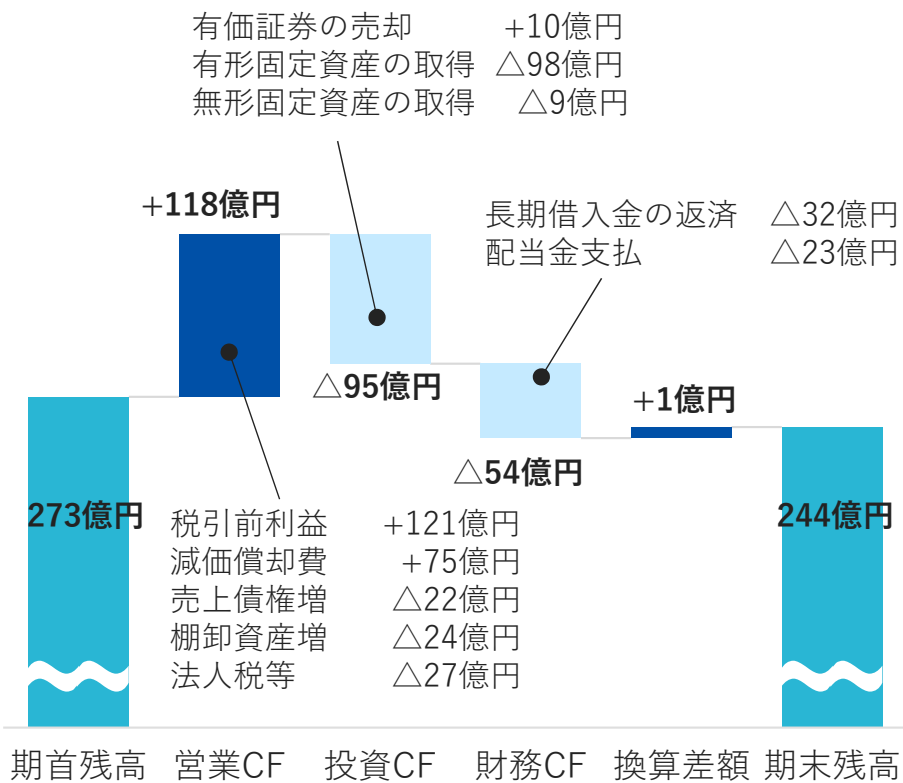 有価証券の売却 +10億円
有形固定資産の取得 △98億円
無形固定資産の取得 △9億円
+118億円
長期借入金の返済 △32億円
配当金支払 △23億円
△95億円
+1億円
△54億円
273億円
244億円
税引前利益 +121億円
減価償却費 +75億円
売上債権増 △22億円
棚卸資産増 △24億円
法人税等 △27億円
期首残高 営業CF 投資CF 財務CF 換算差額 期末残高